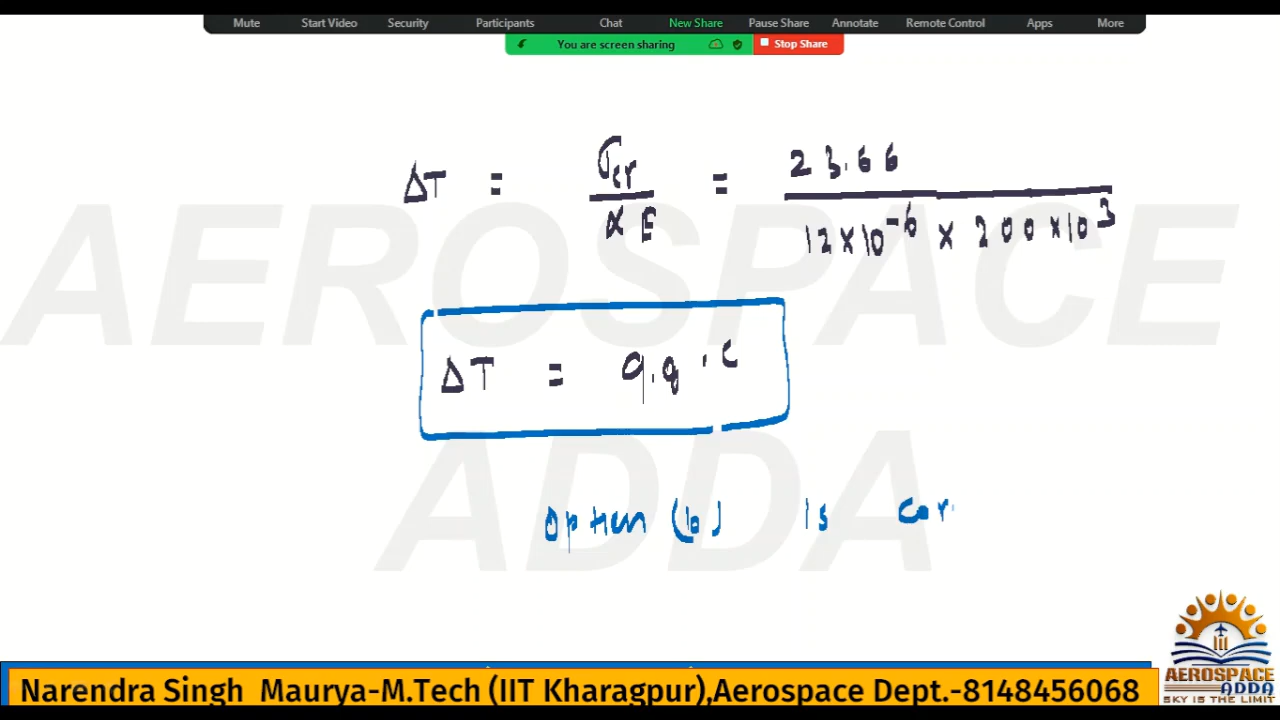 Mute Start Video Security Participants Chat New Share Pause Share Annotate Remote Control Apps More
You are screen sharing Stop Share
ΔT = σcr / αE = 23.66 / 12×10⁻⁶ × 200×10³
AEROSPACE
ΔT = 9.9 °C
ADDA
Option (b) is cor
AEROSPACE
ADDA
SKY IS THE LIMIT
Narendra Singh Maurya-M.Tech (IIT Kharagpur),Aerospace Dept.-8148456068